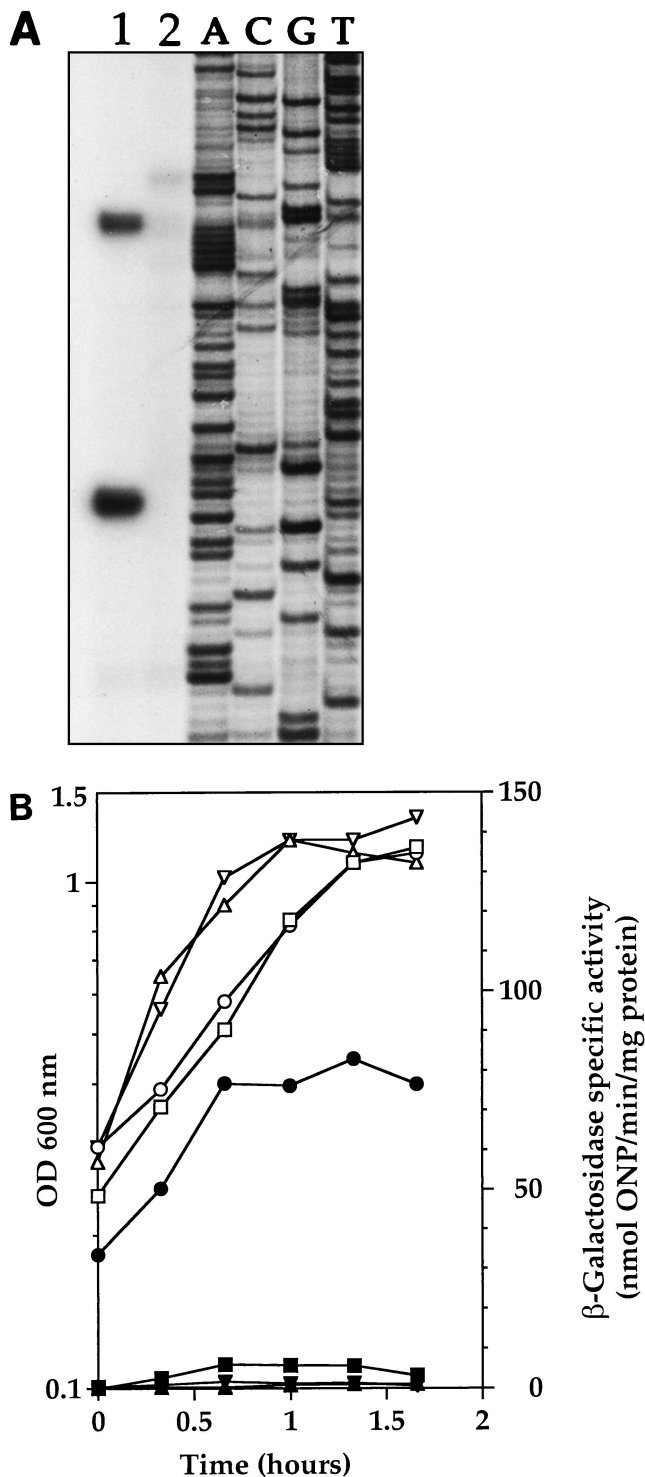 A
1 2 A C G T
B
1.5
1
0.1
OD 600 nm
150
100
50
0
β-Galactosidase specific activity
(nmol ONP/min/mg protein)
0 0.5 1 1.5 2
Time (hours)